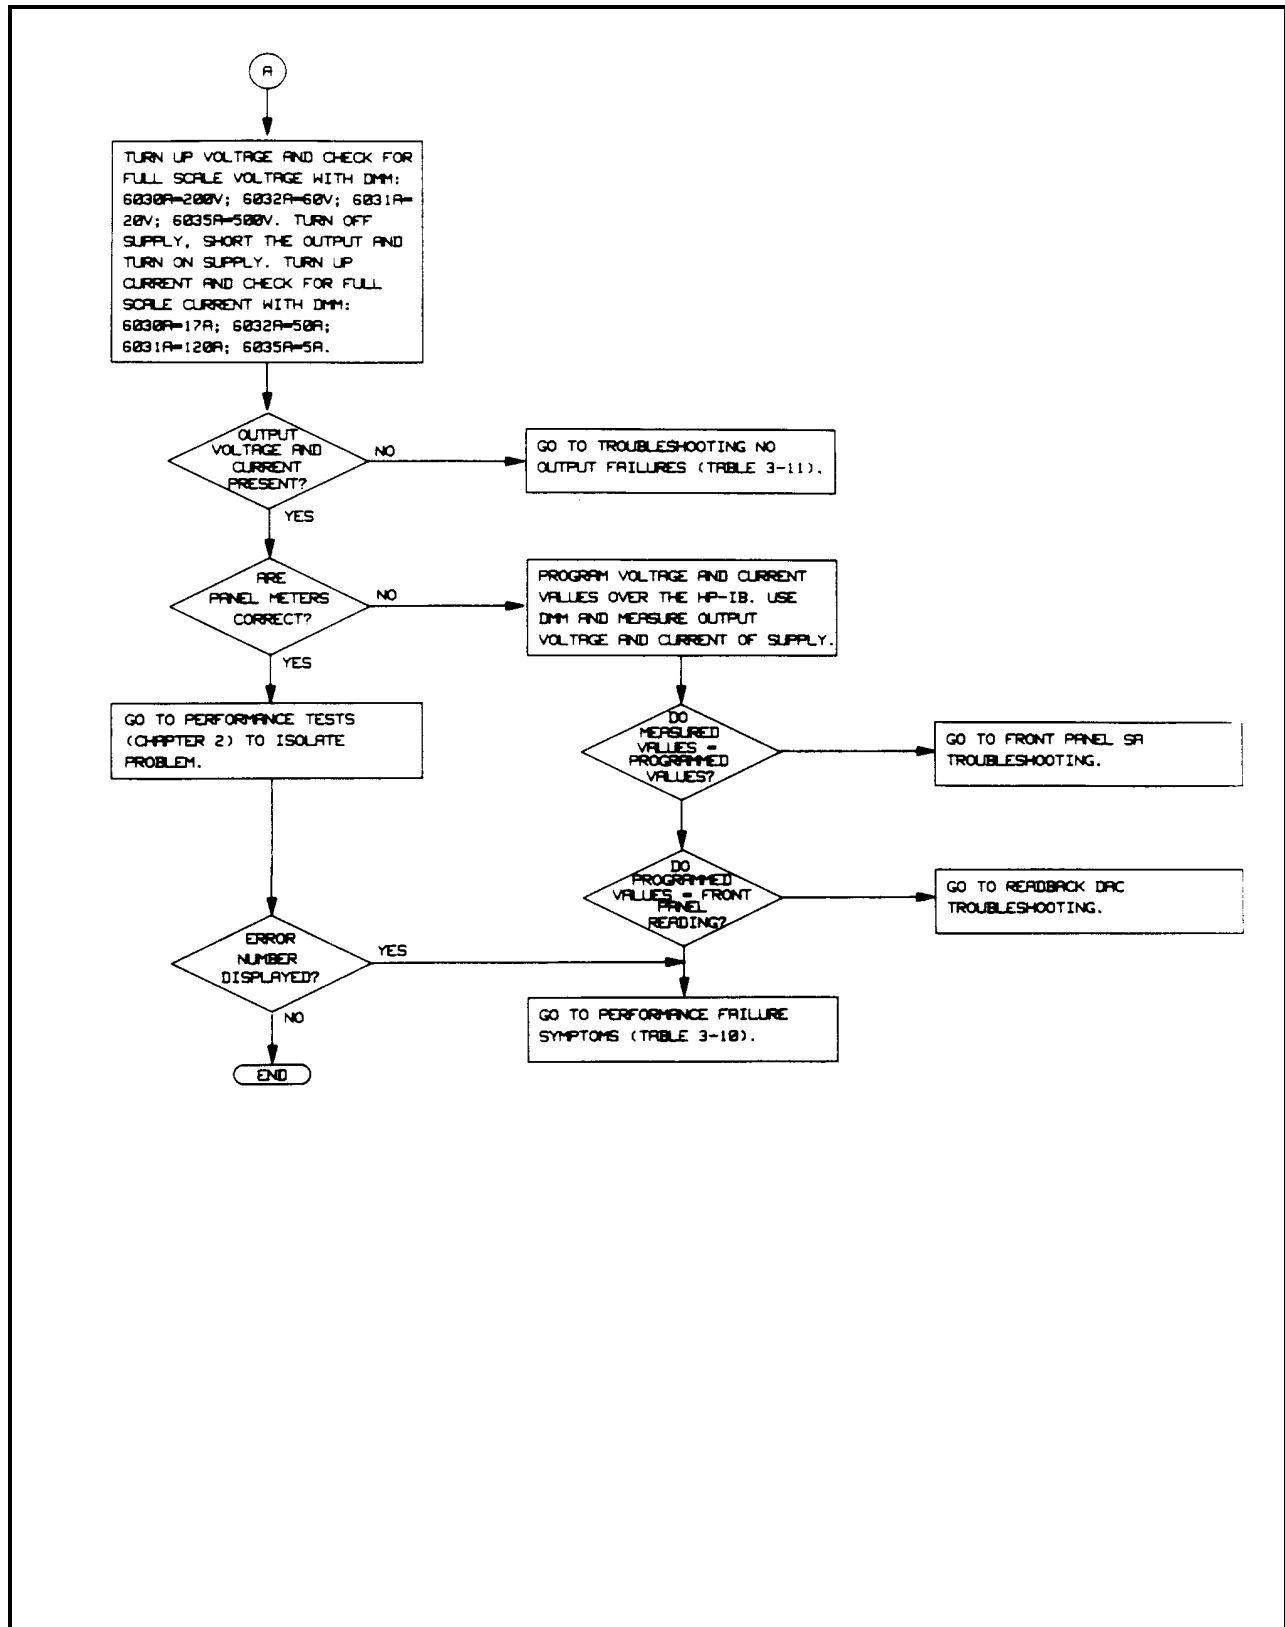 A
TURN UP VOLTAGE AND CHECK FOR
FULL SCALE VOLTAGE WITH DMM:
6030A=200V; 6032A=60V; 6031A=
20V; 6035A=500V. TURN OFF
SUPPLY, SHORT THE OUTPUT AND
TURN ON SUPPLY. TURN UP
CURRENT AND CHECK FOR FULL
SCALE CURRENT WITH DMM:
6030A=17A; 6032A=50A;
6031A=120A; 6035A=5A.
OUTPUT
VOLTAGE AND
CURRENT
PRESENT?
NO
GO TO TROUBLESHOOTING NO
OUTPUT FAILURES (TABLE 3-11).
YES
ARE
PANEL METERS
CORRECT?
NO
PROGRAM VOLTAGE AND CURRENT
VALUES OVER THE HP-IB. USE
DMM AND MEASURE OUTPUT
VOLTAGE AND CURRENT OF SUPPLY.
YES
GO TO PERFORMANCE TESTS
(CHAPTER 2) TO ISOLATE
PROBLEM.
DO
MEASURED
VALUES =
PROGRAMMED
VALUES?
GO TO FRONT PANEL SA
TROUBLESHOOTING.
DO
PROGRAMMED
VALUES = FRONT
PANEL
READING?
GO TO READBACK DAC
TROUBLESHOOTING.
ERROR
NUMBER
DISPLAYED?
YES
GO TO PERFORMANCE FAILURE
SYMPTOMS (TABLE 3-10).
NO
END